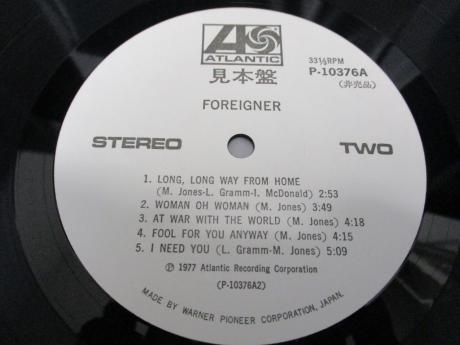 ATLANTIC
見本盤
33⅓RPM
P-10376A
(非売品)
FOREIGNER
STEREO
TWO
1. LONG, LONG WAY FROM HOME
(M. Jones-L. Gramm-I. McDonald) 2:53
2. WOMAN OH WOMAN (M. Jones) 3:49
3. AT WAR WITH THE WORLD (M. Jones) 4:18
4. FOOL FOR YOU ANYWAY (M. Jones) 4:15
5. I NEED YOU (L. Gramm-M. Jones) 5:09
Ⓟ 1977 Atlantic Recording Corporation
(P-10376A2)
MADE BY WARNER PIONEER CORPORATION, JAPAN.